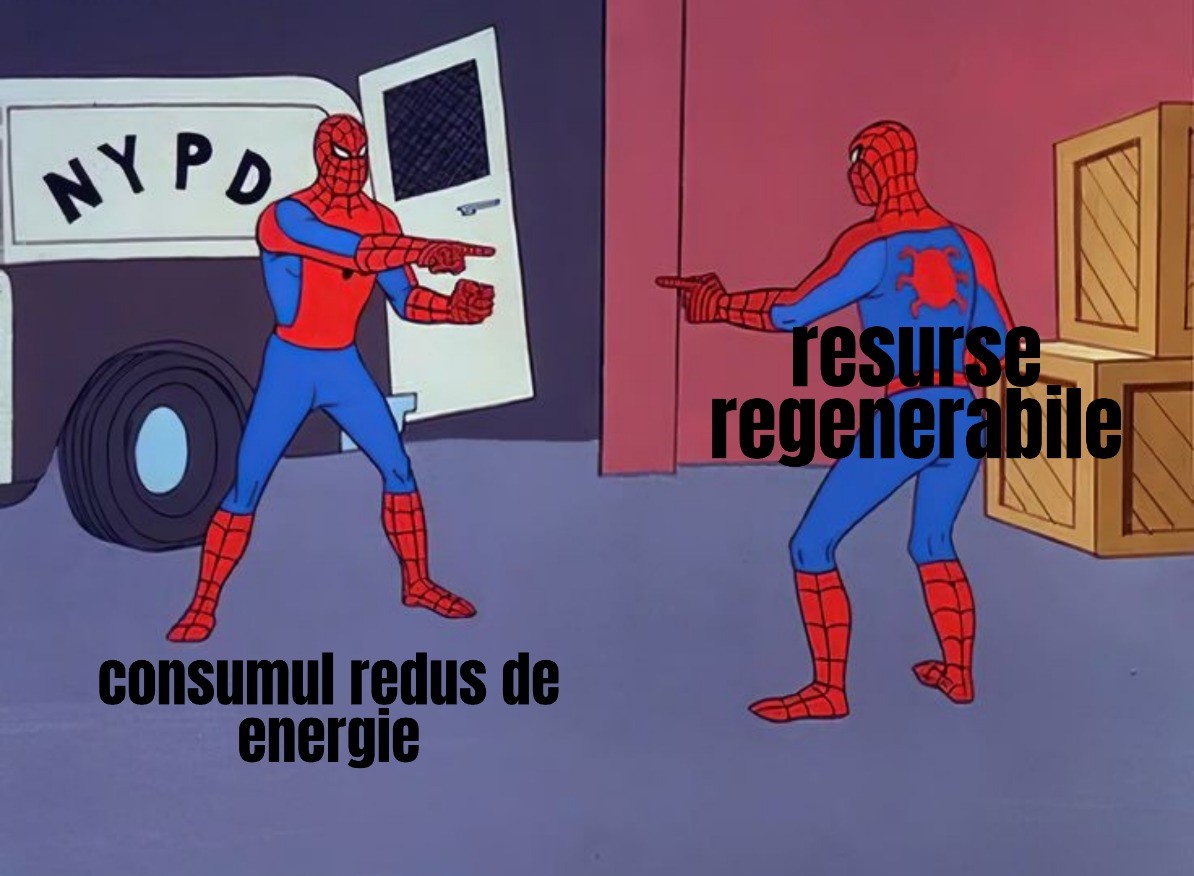 NYPD
resurse
regenerabile
consumul redus de
energie